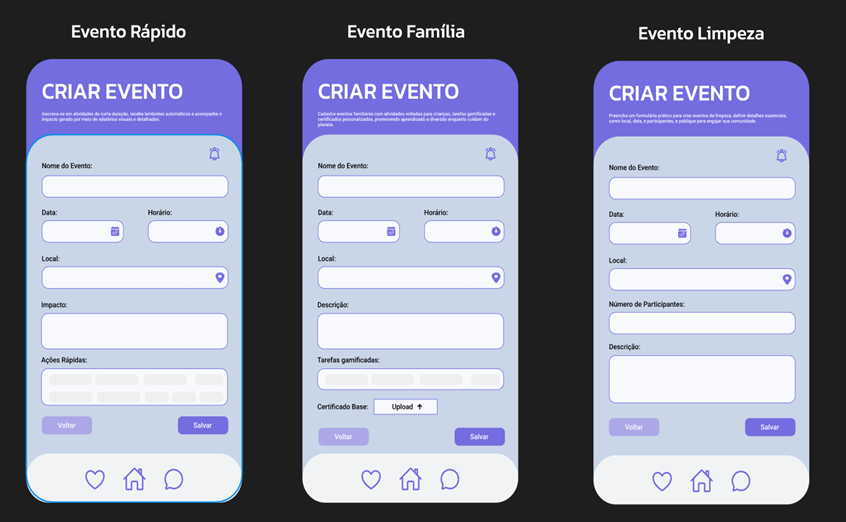 Evento Rápido
CRIAR EVENTO
Inscreva-se em atividades de curta duração, receba lembretes automáticos e acompanhe o
impacto gerado por meio de relatórios visuais e detalhados.
Nome do Evento:
Data: Horário:
Local:
Impacto:
Ações Rápidas:
Voltar Salvar
Evento Família
CRIAR EVENTO
Cadastre eventos familiares com atividades voltadas para crianças, tarefas gamificadas e
certificados personalizados, promovendo aprendizado e diversão enquanto cuidam do
planeta.
Nome do Evento:
Data: Horário:
Local:
Descrição:
Tarefas gamificadas:
Certificado Base: Upload ↑
Voltar Salvar
Evento Limpeza
CRIAR EVENTO
Preencha um formulário prático para criar eventos de limpeza, definir detalhes essenciais,
como local, data, e participantes, e publique para engajar sua comunidade.
Nome do Evento:
Data: Horário:
Local:
Número de Participantes:
Descrição:
Voltar Salvar